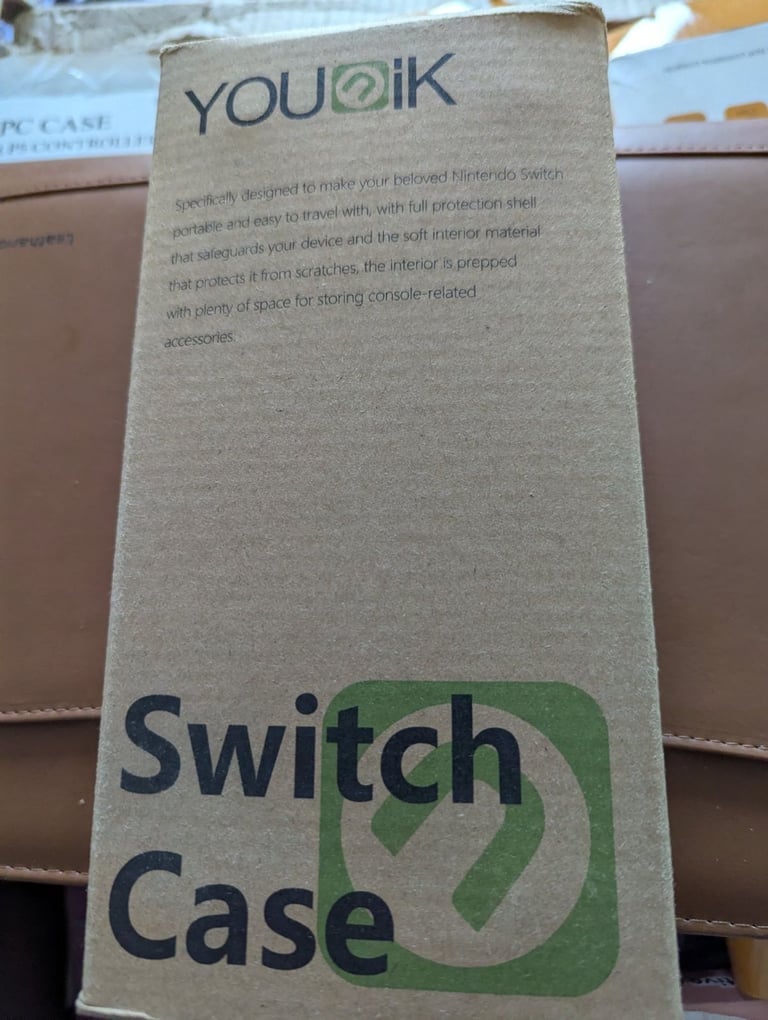 YOUNiK
Specifically designed to make your beloved Nintendo Switch
portable and easy to travel with, with full protection shell
that safeguards your device and the soft interior material
that protects it from scratches, the interior is prepped
with plenty of space for storing console-related
accessories.
Switch
Case
PC CASE